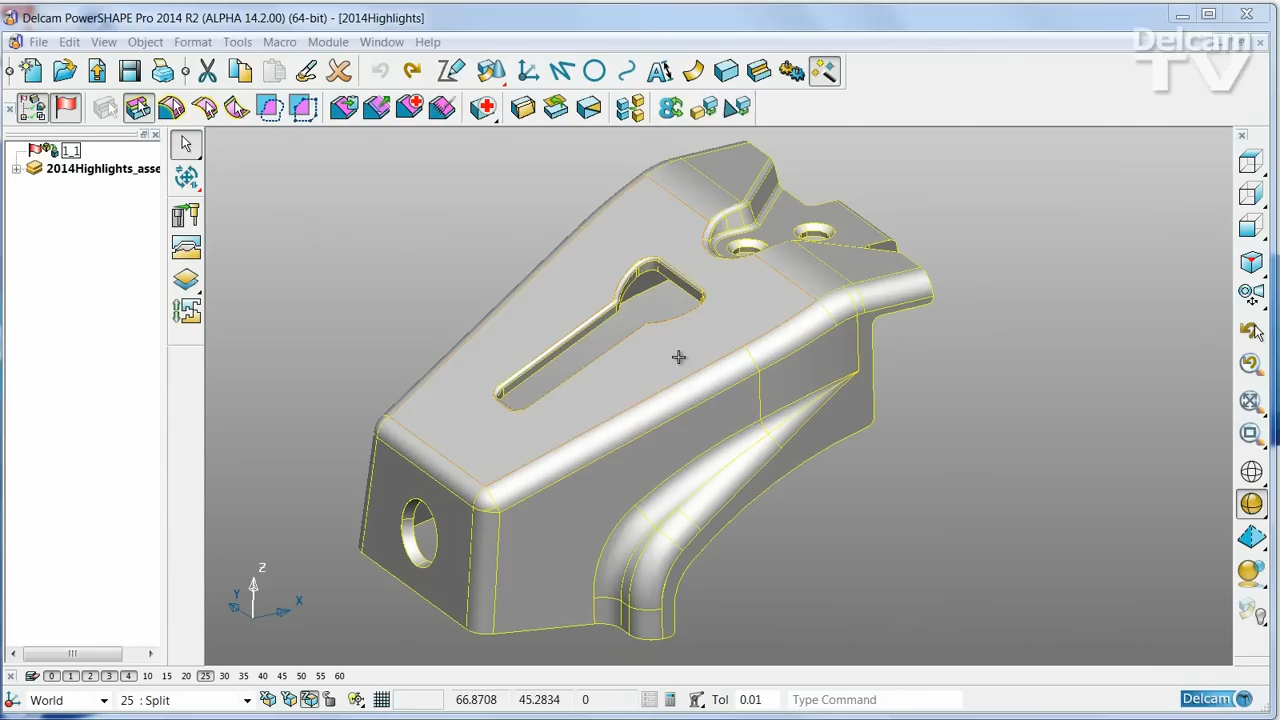 Delcam PowerSHAPE Pro 2014 R2 (ALPHA 14.2.00) (64-bit) - [2014Highlights]
File Edit View Object Format Tools Macro Module Window Help
Delcam
TV
1_1
2014Highlights_asse
Z
Y
X
0 1 2 3 4 10 15 20 25 30 35 40 45 50 55 60
World 25 : Split 66.8708 45.2834 0 Tol 0.01 Type Command Delcam